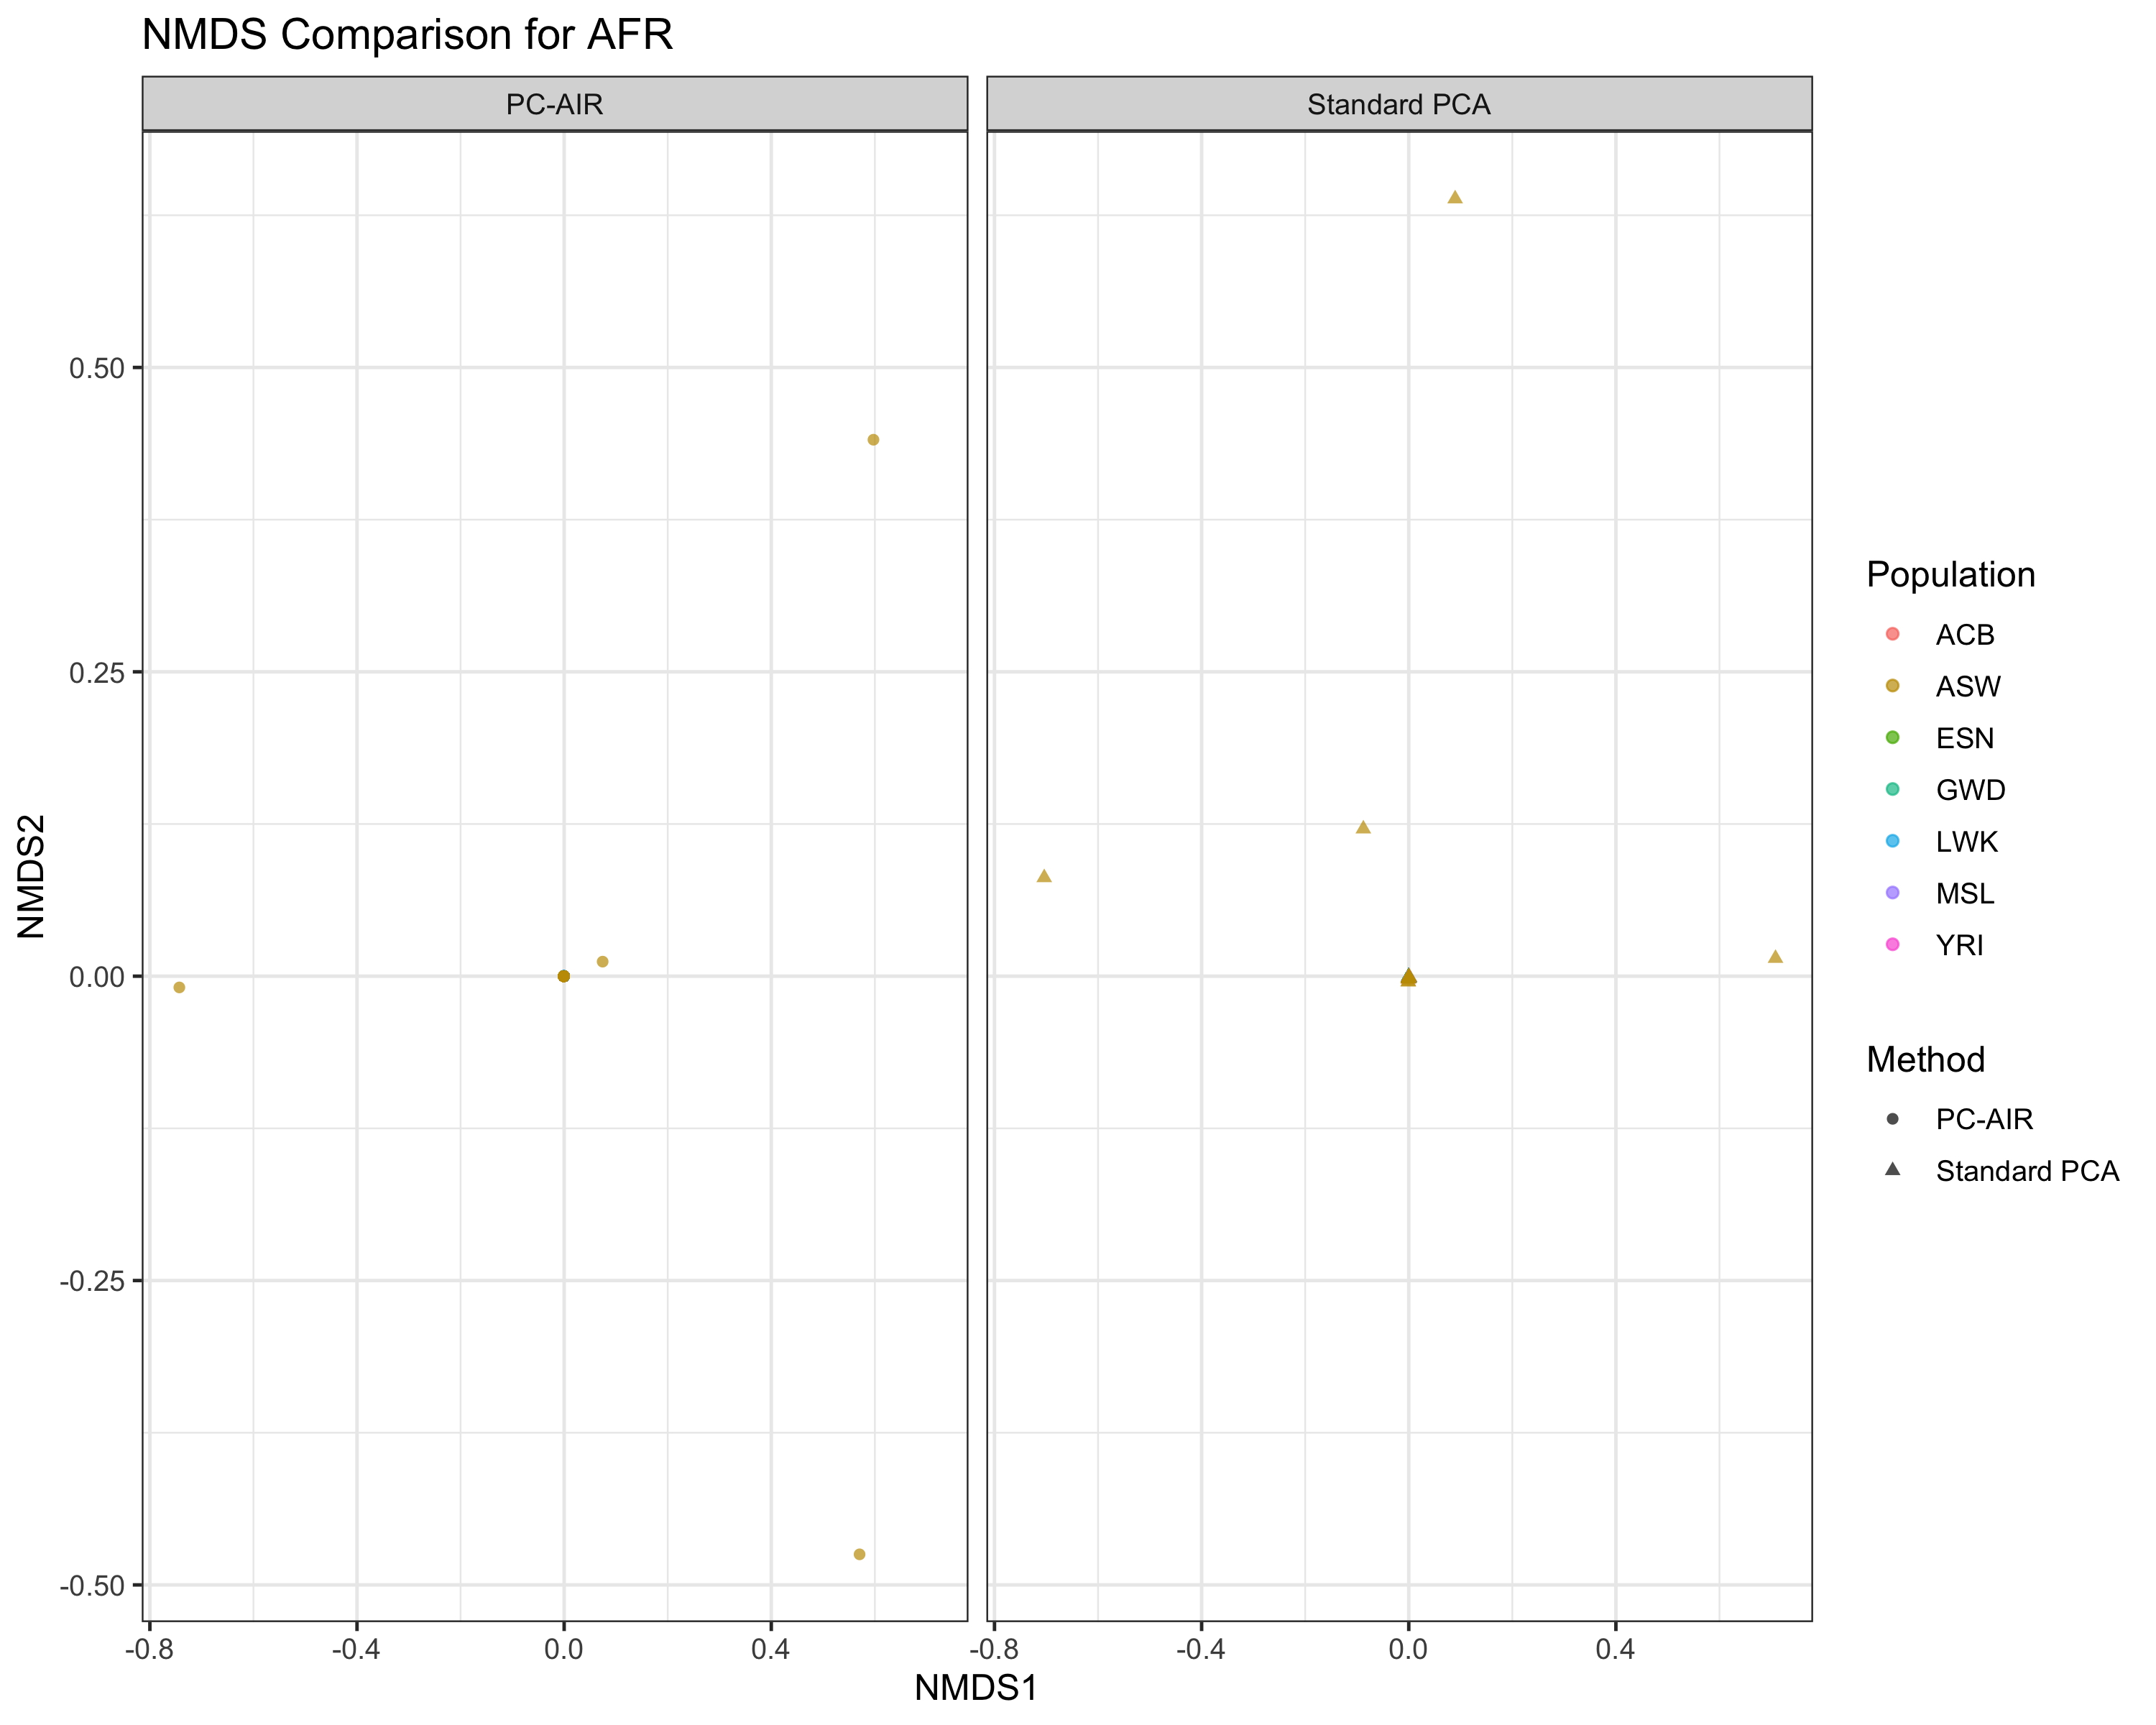 NMDS Comparison for AFR
PC-AIR
Standard PCA
NMDS2
0.50
0.25
0.00
-0.25
-0.50
-0.8 -0.4 0.0 0.4
-0.8 -0.4 0.0 0.4
NMDS1
Population
ACB
ASW
ESN
GWD
LWK
MSL
YRI
Method
PC-AIR
Standard PCA